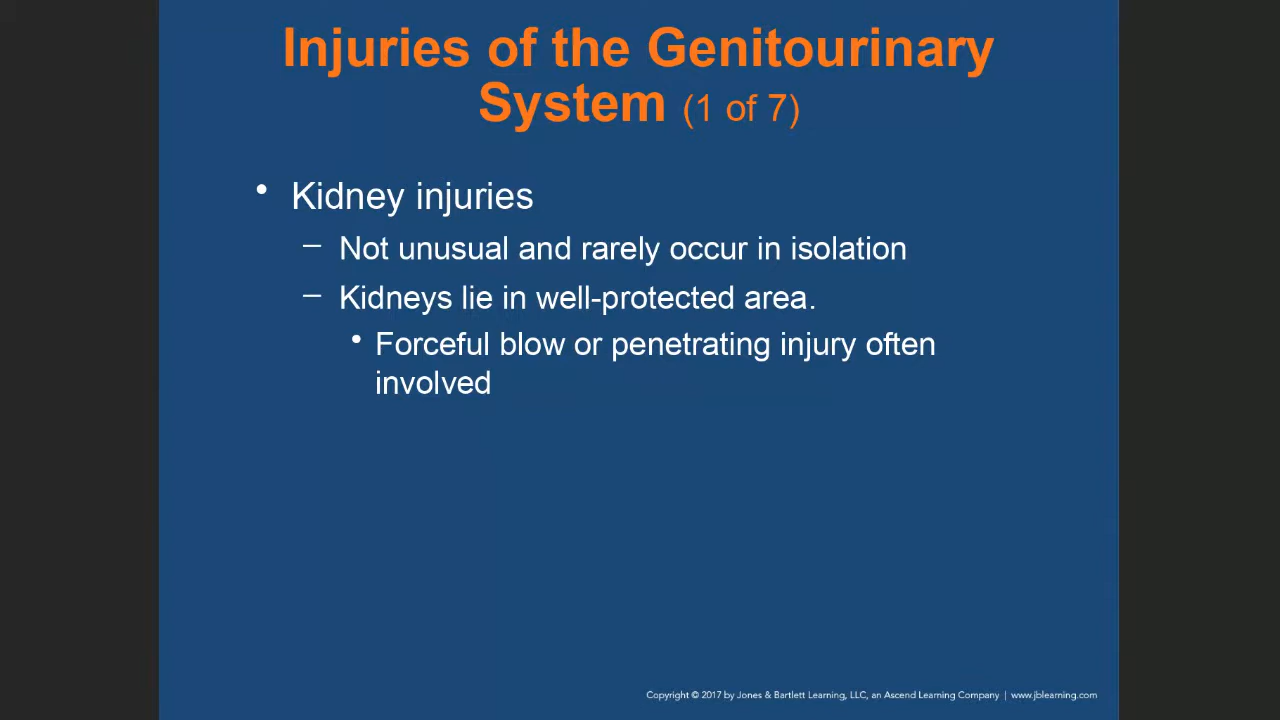 Injuries of the Genitourinary
System (1 of 7)
• Kidney injuries
– Not unusual and rarely occur in isolation
– Kidneys lie in well-protected area.
• Forceful blow or penetrating injury often
involved
Copyright © 2017 by Jones & Bartlett Learning, LLC, an Ascend Learning Company | www.jblearning.com